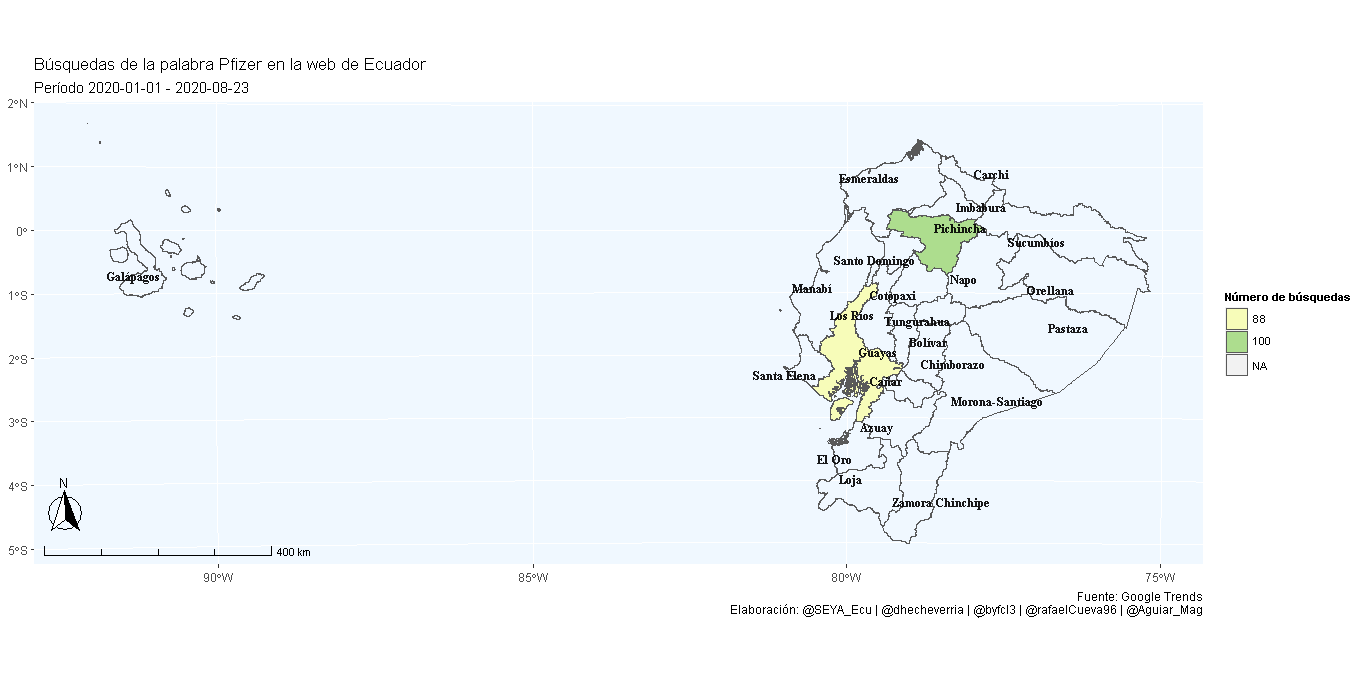 Búsquedas de la palabra Pfizer en la web de Ecuador
Período 2020-01-01 - 2020-08-23
2°N
1°N
0°
1°S
2°S
3°S
4°S
5°S
90°W
85°W
80°W
75°W
Galápagos
Esmeraldas
Carchi
Imbabura
Pichincha
Sucumbíos
Santo Domingo
Napo
Manabí
Cotopaxi
Orellana
Los Ríos
Tungurahua
Pastaza
Bolívar
Guayas
Chimborazo
Santa Elena
Cañar
Morona-Santiago
Azuay
El Oro
Loja
Zamora Chinchipe
N
400 km
Número de búsquedas
88
100
NA
Fuente: Google Trends
Elaboración: @SEYA_Ecu | @dhecheverria | @byfcl3 | @rafaelCueva96 | @Aguiar_Mag